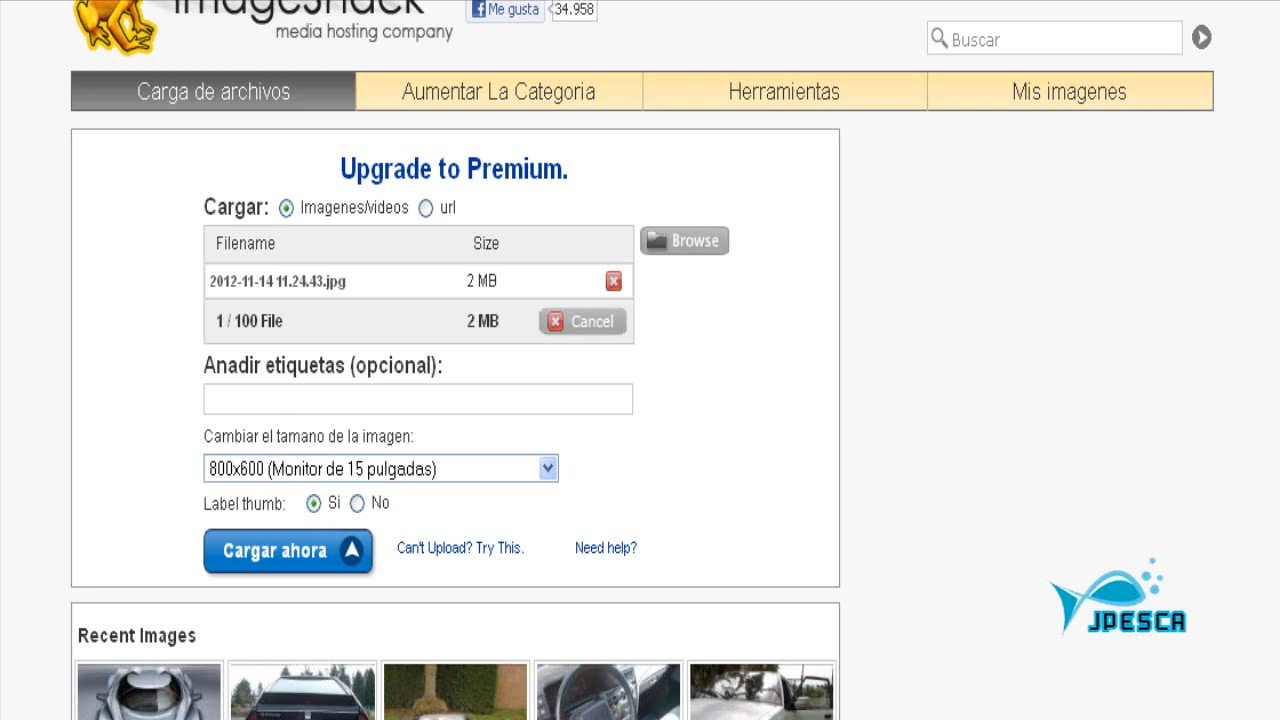 imageshack
Me gusta 34.958
media hosting company
Buscar
Carga de archivos Aumentar La Categoria Herramientas Mis imagenes
Upgrade to Premium.
Cargar: Imagenes/videos url
Filename Size Browse
2012-11-14 11.24.43.jpg 2 MB
1 / 100 File 2 MB Cancel
Anadir etiquetas (opcional):
Cambiar el tamano de la imagen:
800x600 (Monitor de 15 pulgadas)
Label thumb: Si No
Cargar ahora Can't Upload? Try This. Need help?
JPESCA
Recent Images